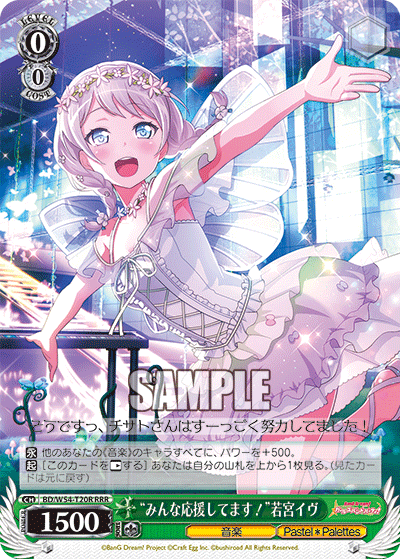 LEVEL
0
0
COST
SAMPLE
そうですっ、チサトさんはすーっごく努力してました！
永 他のあなたの《音楽》のキャラすべてに、パワーを＋500。
起 ［このカードをする］ あなたは自分の山札を上から1枚見る。（見たカードは元に戻す）
CH BD/W54-T20R RRR
POWER
1500
“みんな応援してます！”若宮イヴ
音楽 Pastel＊Palettes
©BanG Dream! Project ©Craft Egg Inc. ©bushiroad All Rights Reserved.